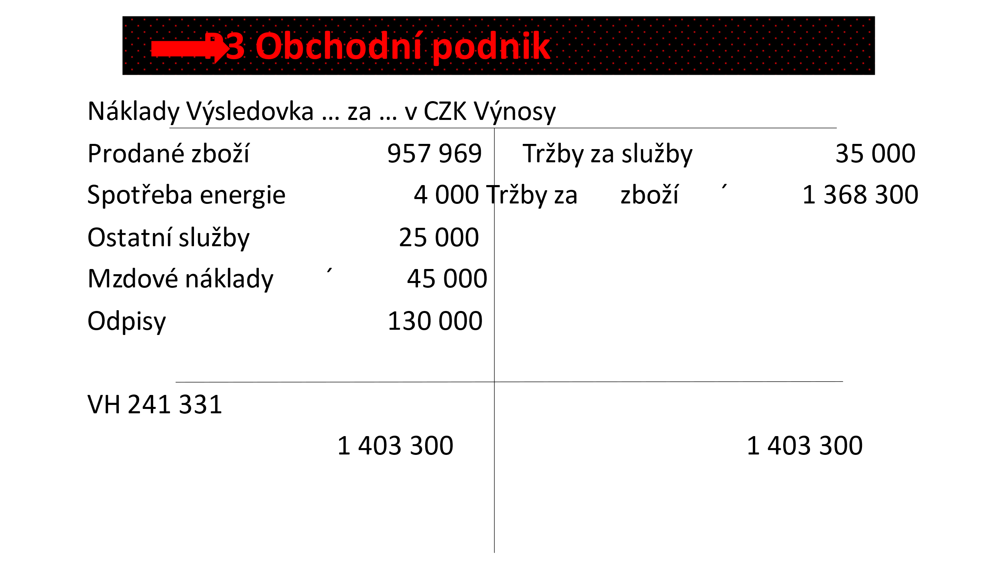 P3 Obchodní podnik
Náklady Výsledovka ... za ... v CZK Výnosy
Prodané zboží 957 969 Tržby za služby 35 000
Spotřeba energie 4 000 Tržby za zboží ´ 1 368 300
Ostatní služby 25 000
Mzdové náklady ´ 45 000
Odpisy 130 000
VH 241 331
1 403 300 1 403 300